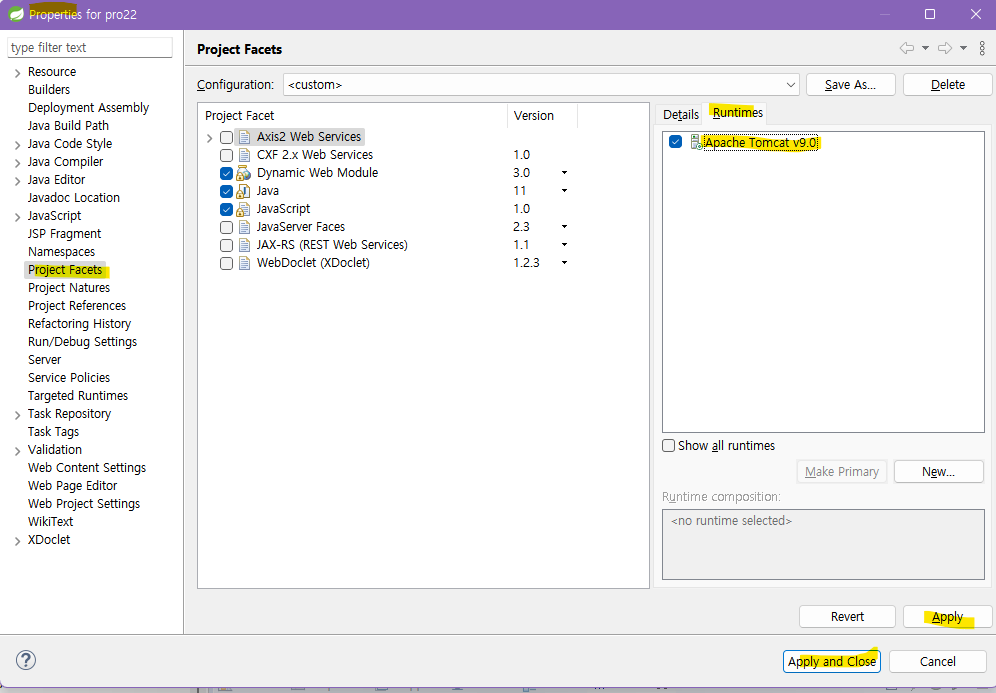 Properties for pro22
type filter text
Resource
Builders
Deployment Assembly
Java Build Path
Java Code Style
Java Compiler
Java Editor
Javadoc Location
JavaScript
JSP Fragment
Namespaces
Project Facets
Project Natures
Project References
Refactoring History
Run/Debug Settings
Server
Service Policies
Targeted Runtimes
Task Repository
Task Tags
Validation
Web Content Settings
Web Page Editor
Web Project Settings
WikiText
XDoclet
Project Facets
Configuration: <custom> Save As... Delete
Project Facet Version
Axis2 Web Services
CXF 2.x Web Services 1.0
Dynamic Web Module 3.0
Java 11
JavaScript 1.0
JavaServer Faces 2.3
JAX-RS (REST Web Services) 1.1
WebDoclet (XDoclet) 1.2.3
Details Runtimes
Apache Tomcat v9.0
Show all runtimes
Make Primary New...
Runtime composition:
<no runtime selected>
Revert Apply
Apply and Close Cancel